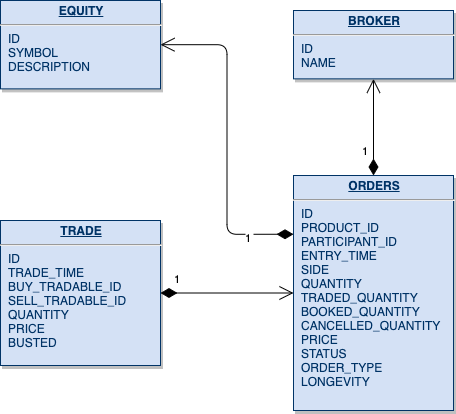 EQUITY
ID
SYMBOL
DESCRIPTION
BROKER
ID
NAME
1
1
ORDERS
ID
PRODUCT_ID
PARTICIPANT_ID
ENTRY_TIME
SIDE
QUANTITY
TRADED_QUANTITY
BOOKED_QUANTITY
CANCELLED_QUANTITY
PRICE
STATUS
ORDER_TYPE
LONGEVITY
TRADE
ID
TRADE_TIME
BUY_TRADABLE_ID
SELL_TRADABLE_ID
QUANTITY
PRICE
BUSTED
1